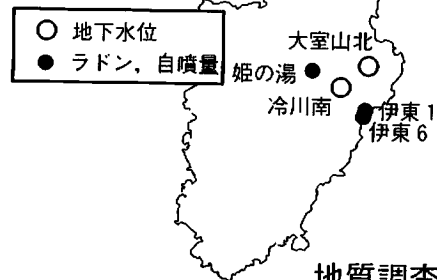 地下水位
ラドン，自噴量
大室山北
姫の湯
冷川南
伊東1
伊東6
地質調査